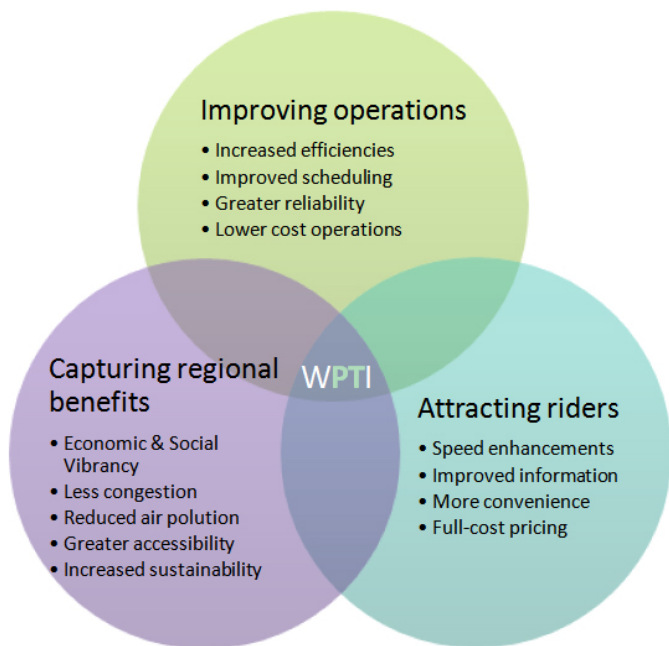 Improving operations
• Increased efficiencies
• Improved scheduling
• Greater reliability
• Lower cost operations
WPTI
Capturing regional
benefits
• Economic & Social
Vibrancy
• Less congestion
• Reduced air polution
• Greater accessibility
• Increased sustainability
Attracting riders
• Speed enhancements
• Improved information
• More convenience
• Full-cost pricing